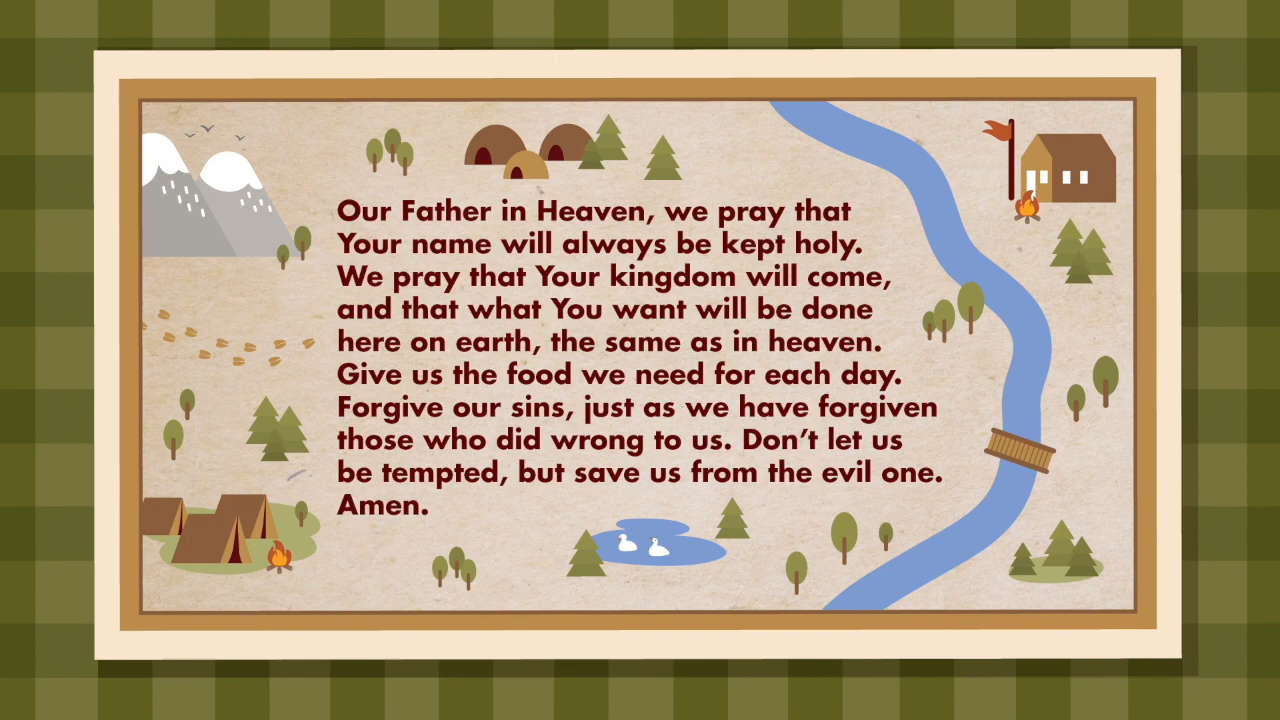 Our Father in Heaven, we pray that
Your name will always be kept holy.
We pray that Your kingdom will come,
and that what You want will be done
here on earth, the same as in heaven.
Give us the food we need for each day.
Forgive our sins, just as we have forgiven
those who did wrong to us. Don’t let us
be tempted, but save us from the evil one.
Amen.